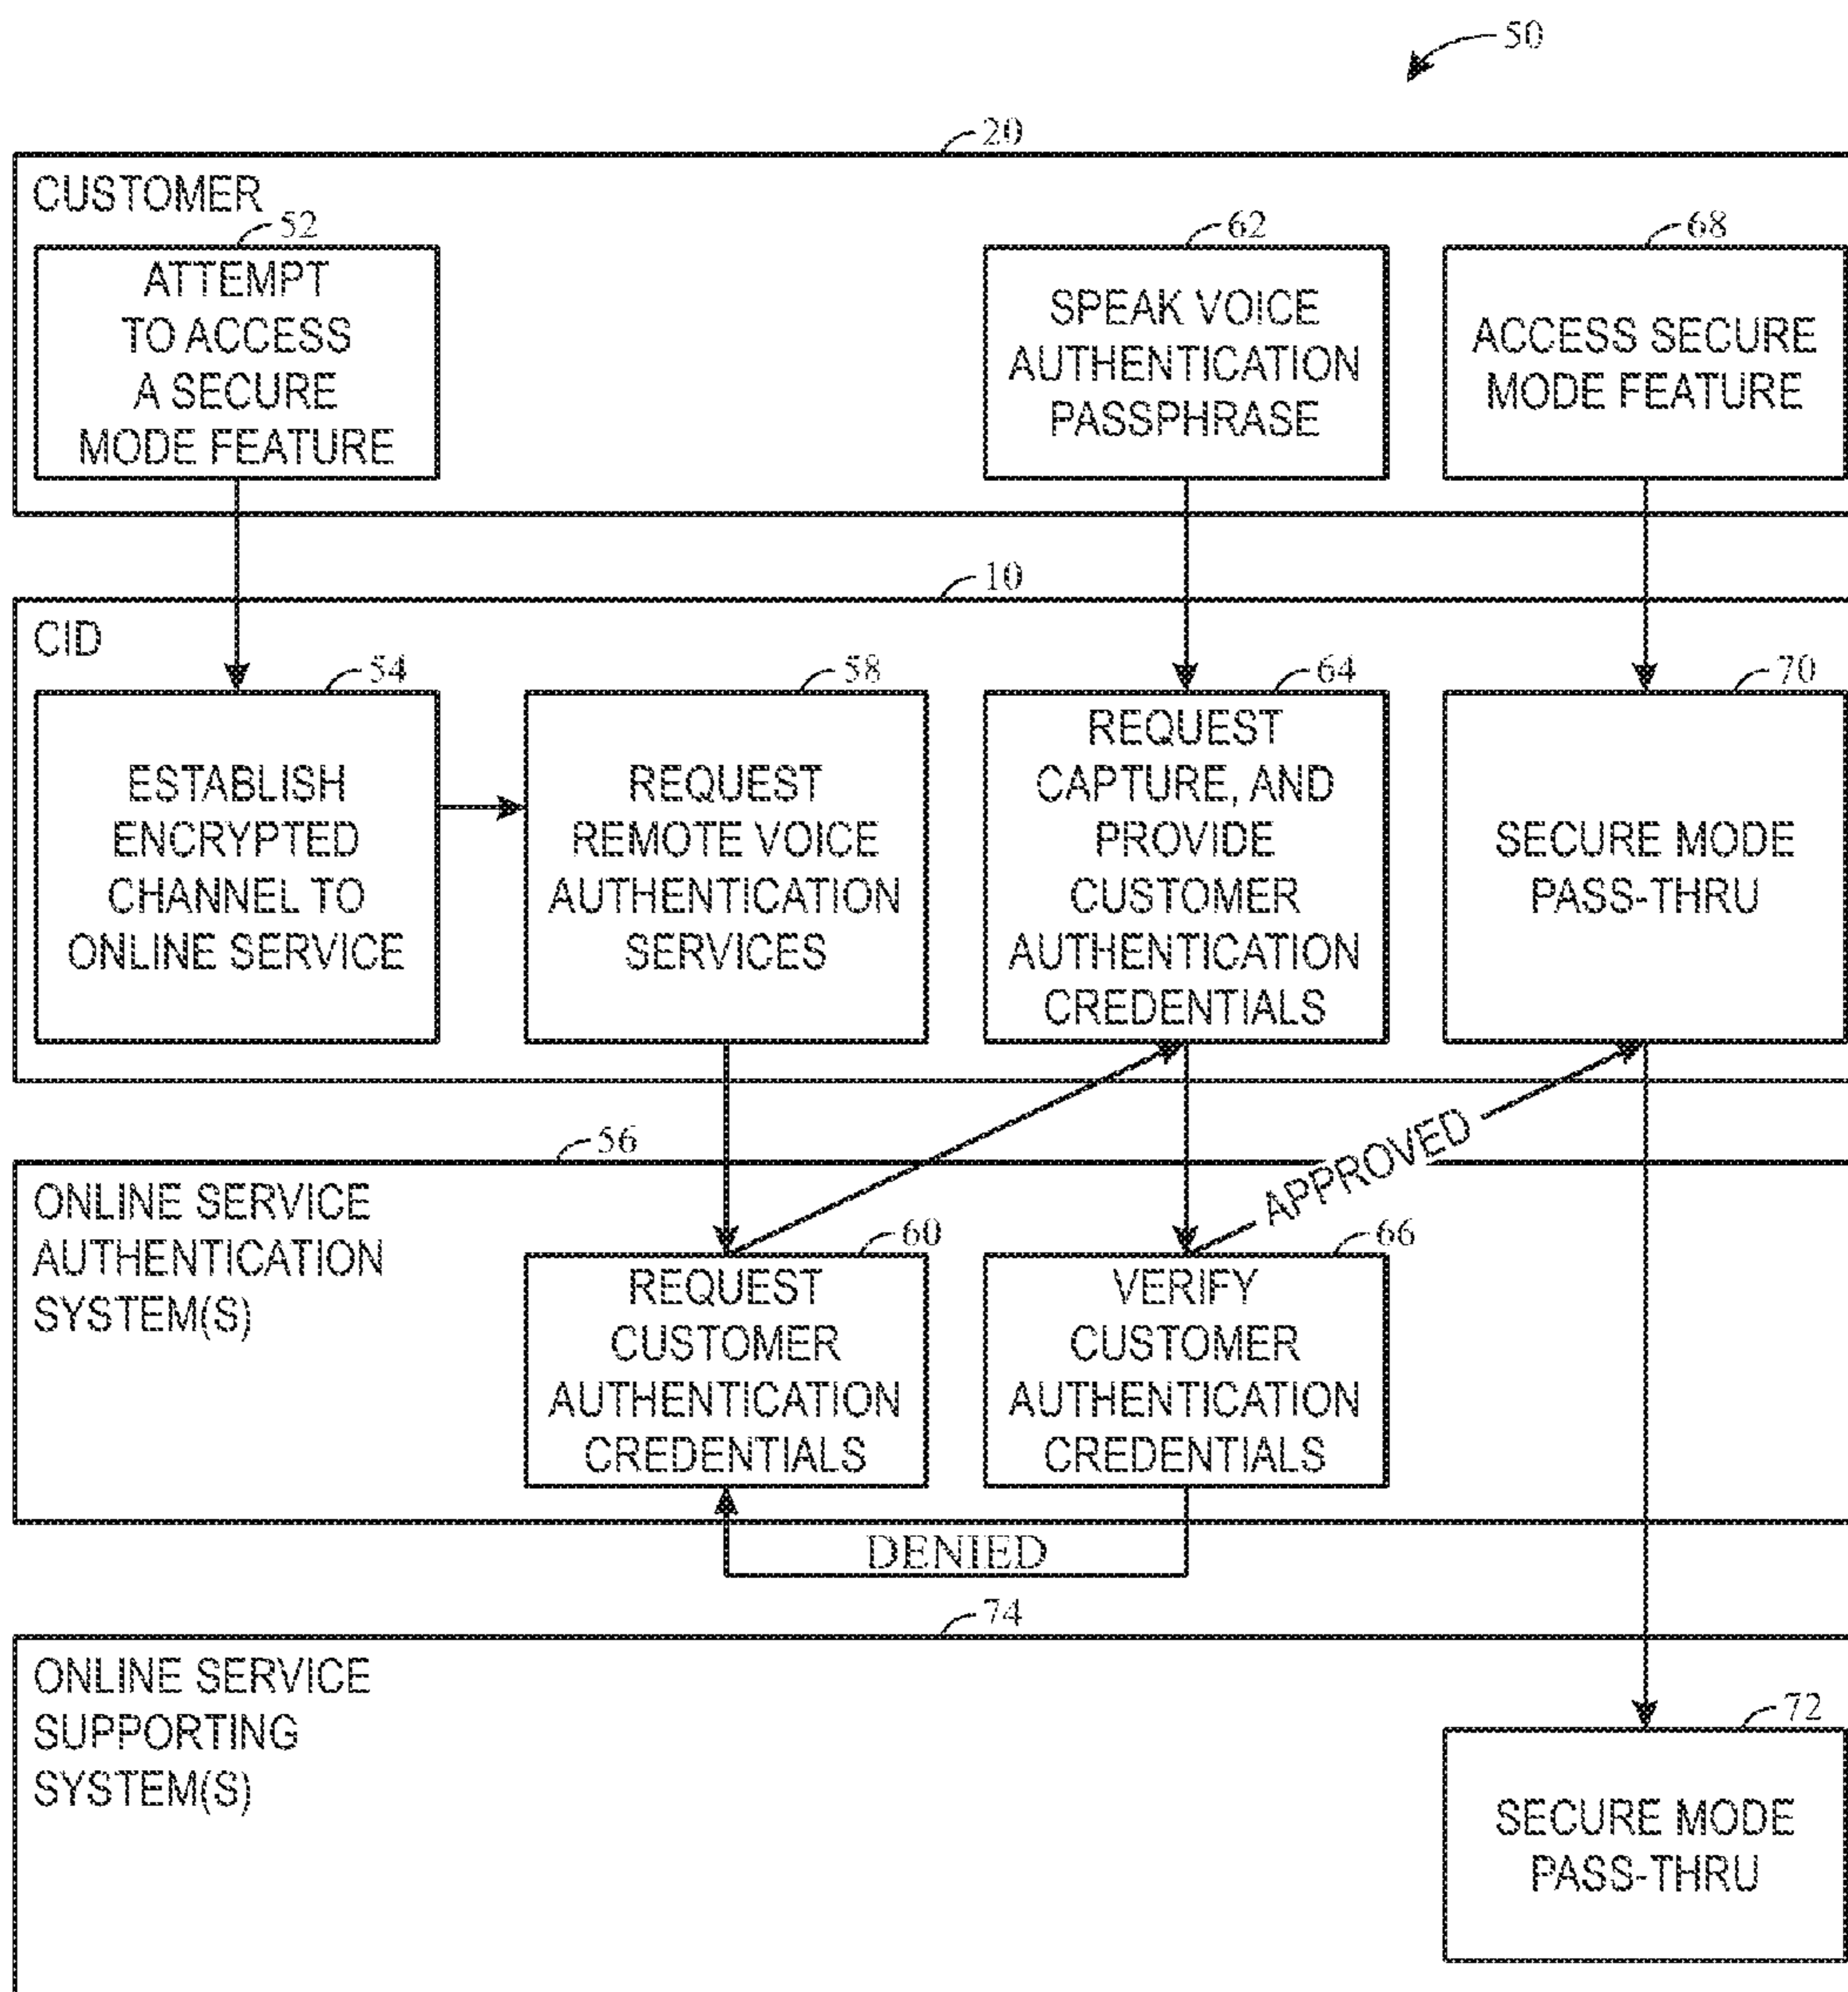 50
20
CUSTOMER
52
ATTEMPT
TO ACCESS
A SECURE
MODE FEATURE
62
SPEAK VOICE
AUTHENTICATION
PASSPHRASE
68
ACCESS SECURE
MODE FEATURE
10
CID
54
ESTABLISH
ENCRYPTED
CHANNEL TO
ONLINE SERVICE
58
REQUEST
REMOTE VOICE
AUTHENTICATION
SERVICES
64
REQUEST
CAPTURE, AND
PROVIDE
CUSTOMER
AUTHENTICATION
CREDENTIALS
70
SECURE MODE
PASS-THRU
56
ONLINE SERVICE
AUTHENTICATION
SYSTEM(S)
60
REQUEST
CUSTOMER
AUTHENTICATION
CREDENTIALS
66
VERIFY
CUSTOMER
AUTHENTICATION
CREDENTIALS
APPROVED
DENIED
74
ONLINE SERVICE
SUPPORTING
SYSTEM(S)
72
SECURE MODE
PASS-THRU